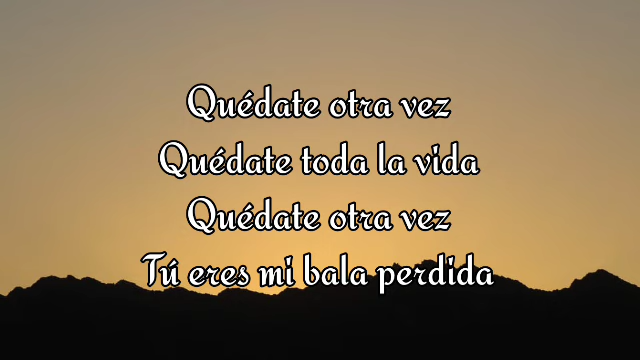 Quédate otra vez
Quédate toda la vida
Quédate otra vez
Tú eres mi bala perdida